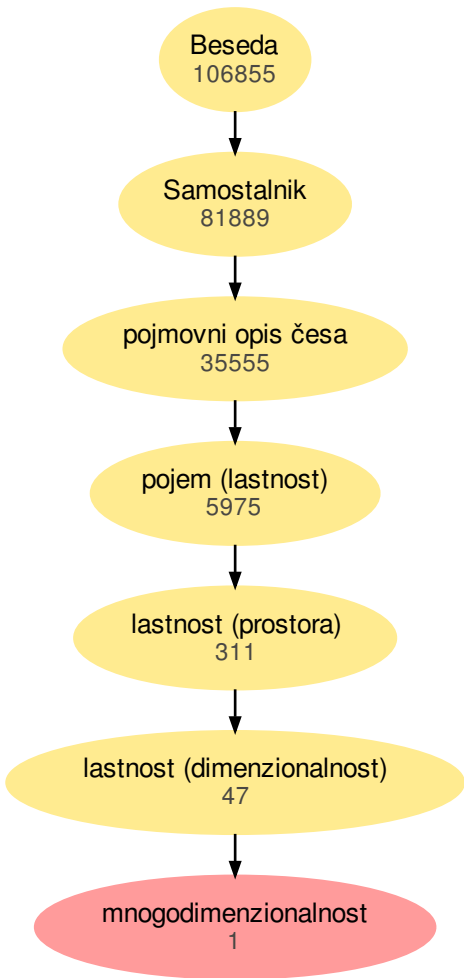 Beseda
106855
Samostalnik
81889
pojmovni opis česa
35555
pojem (lastnost)
5975
lastnost (prostora)
311
lastnost (dimenzionalnost)
47
mnogodimenzionalnost
1